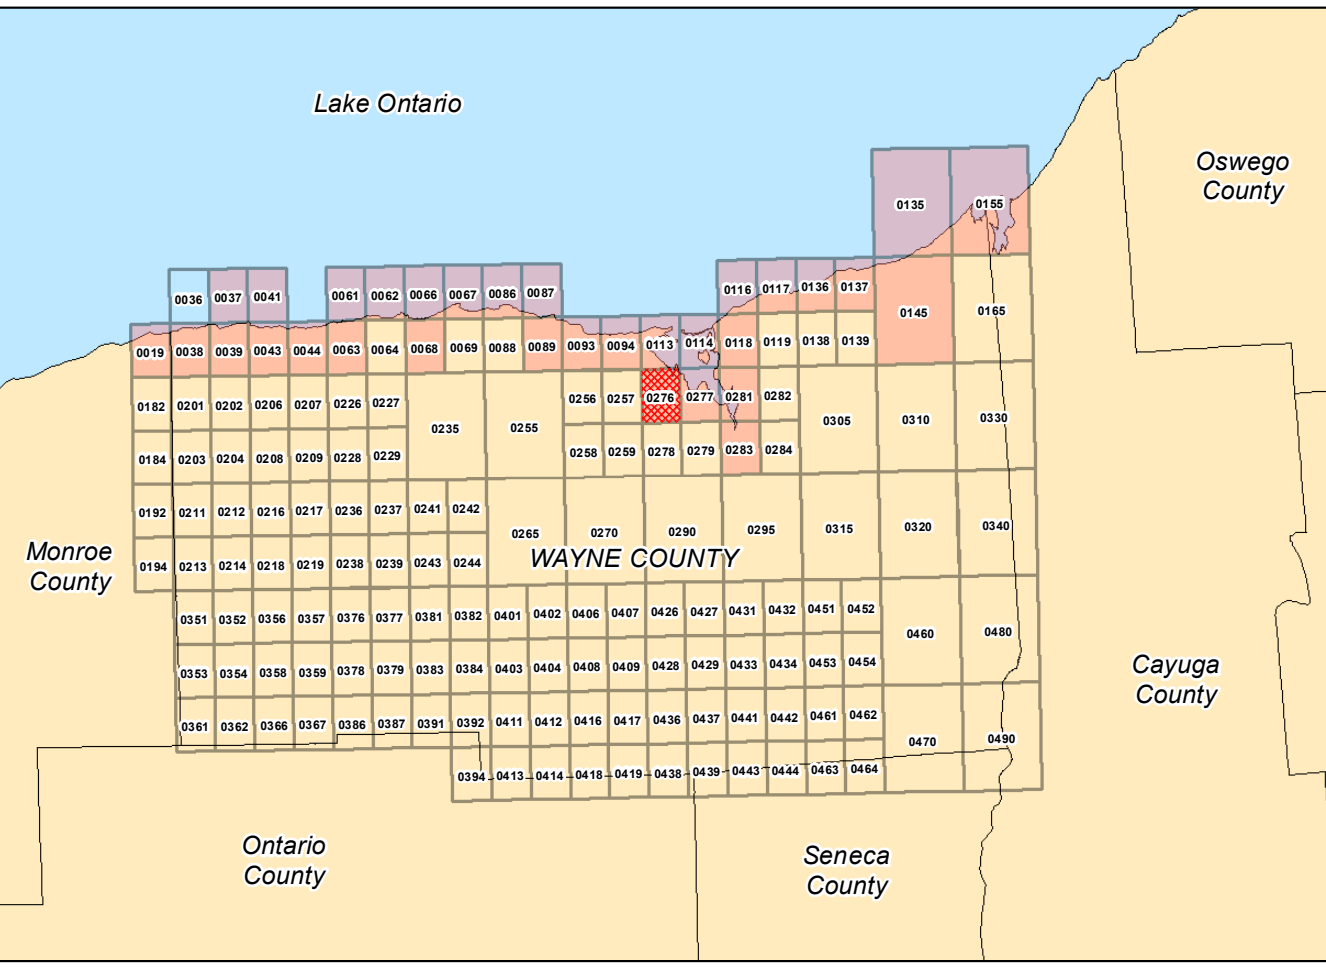 Lake Ontario
Oswego
County
0135 0155
0036 0037 0041 0061 0062 0066 0067 0086 0087 0116 0117 0136 0137
0145 0165
0019 0038 0039 0043 0044 0063 0064 0068 0069 0088 0089 0093 0094 0113 0114 0118 0119 0138 0139
0182 0201 0202 0206 0207 0226 0227 0256 0257 0276 0277 0281 0282
0235 0255 0305 0310 0330
0184 0203 0204 0208 0209 0228 0229 0258 0259 0278 0279 0283 0284
0192 0211 0212 0216 0217 0236 0237 0241 0242
0265 0270 0290 0295 0315 0320 0340
WAYNE COUNTY
Monroe
County
0194 0213 0214 0218 0219 0238 0239 0243 0244
0351 0352 0356 0357 0376 0377 0381 0382 0401 0402 0406 0407 0426 0427 0431 0432 0451 0452
0460 0480
0353 0354 0358 0359 0378 0379 0383 0384 0403 0404 0408 0409 0428 0429 0433 0434 0453 0454
Cayuga
County
0361 0362 0366 0367 0386 0387 0391 0392 0411 0412 0416 0417 0436 0437 0441 0442 0461 0462
0470 0490
0394 0413 0414 0418 0419 0438 0439 0443 0444 0463 0464
Ontario
County
Seneca
County